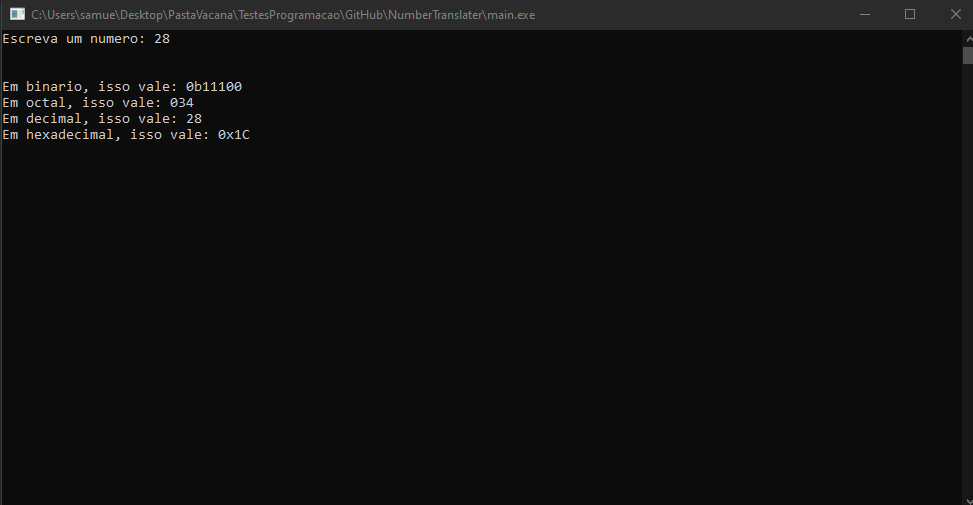 C:\Users\samue\Desktop\PastaVacana\TestesProgramacao\GitHub\NumberTranslater\main.exe
Escreva um numero: 28
Em binario, isso vale: 0b11100
Em octal, isso vale: 034
Em decimal, isso vale: 28
Em hexadecimal, isso vale: 0x1C